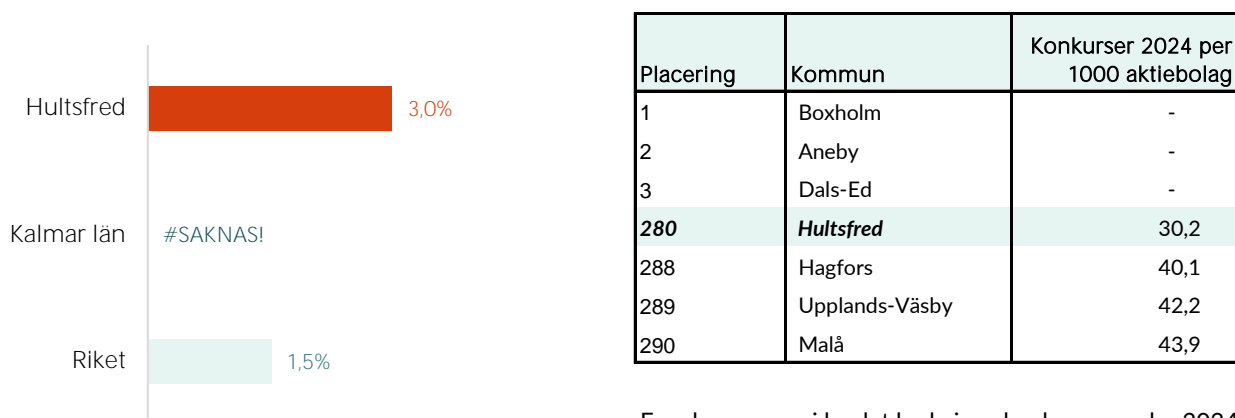 Hultsfred 3,0%
Kalmar län #SAKNAS!
Riket 1,5%
Placering Kommun Konkurser 2024 per 1000 aktiebolag
1 Boxholm -
2 Aneby -
3 Dals-Ed -
280 Hultsfred 30,2
288 Hagfors 40,1
289 Upplands-Väsby 42,2
290 Malå 43,9